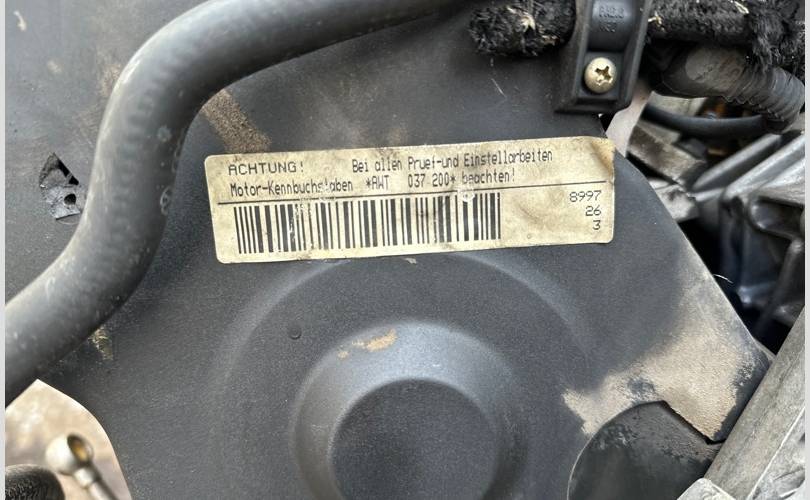 ACHTUNG! Bei allen Pruef-und Einstellarbeiten
Motor-Kennbuchstaben *AWT 037 200* beachten!
8997
26
3